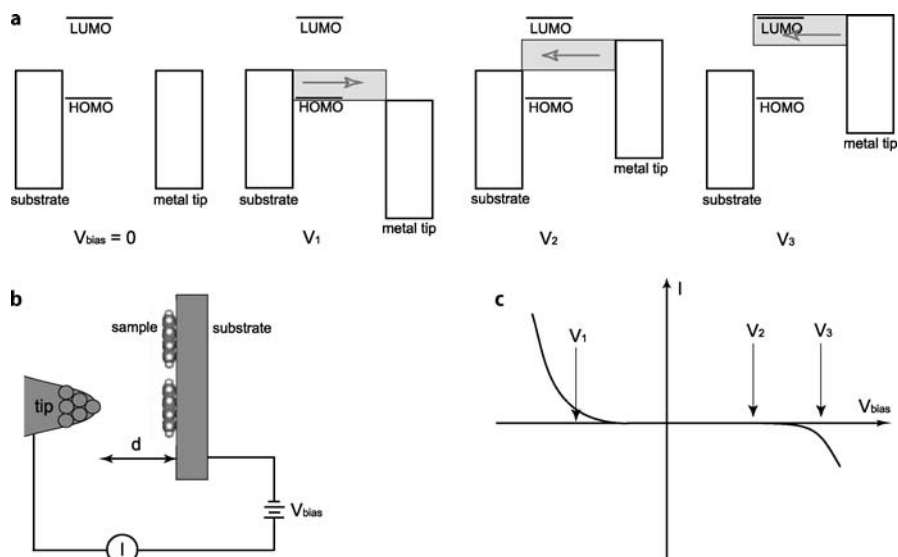 a
LUMO LUMO LUMO LUMO
HOMO HOMO HOMO HOMO
substrate metal tip substrate metal tip substrate metal tip substrate metal tip
Vbias = 0 V1 V2 V3
b
sample substrate
tip
d
Vbias
I
c
I
V1 V2 V3
Vbias